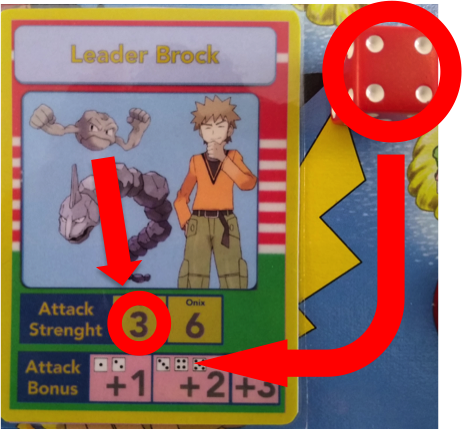 Leader Brock
Onix
Attack
Strenght
3 6
Attack
Bonus
+1 +2 +3